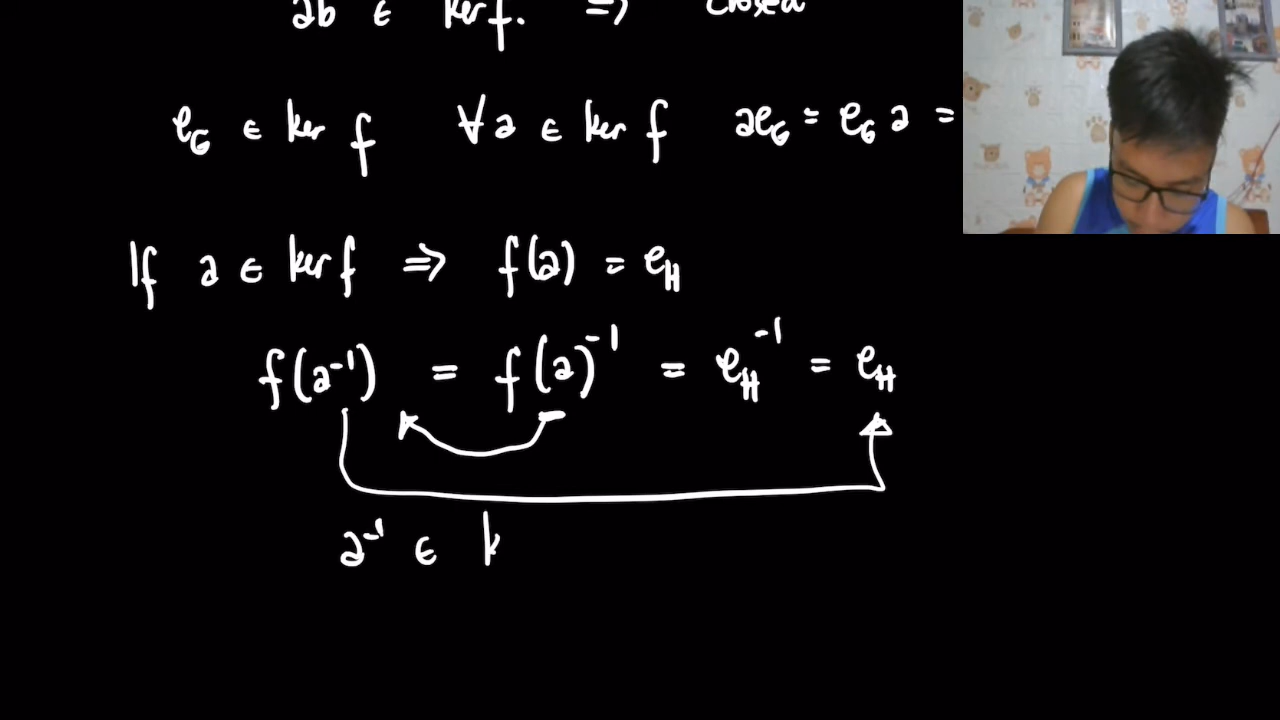 ab ∈ ker f. ⇒ closed
e_G ∈ ker f ∀a ∈ ker f ae_G = e_G a =
If a ∈ ker f ⇒ f(a) = e_H
f(a⁻¹) = f(a)⁻¹ = e_H⁻¹ = e_H
a⁻¹ ∈ k